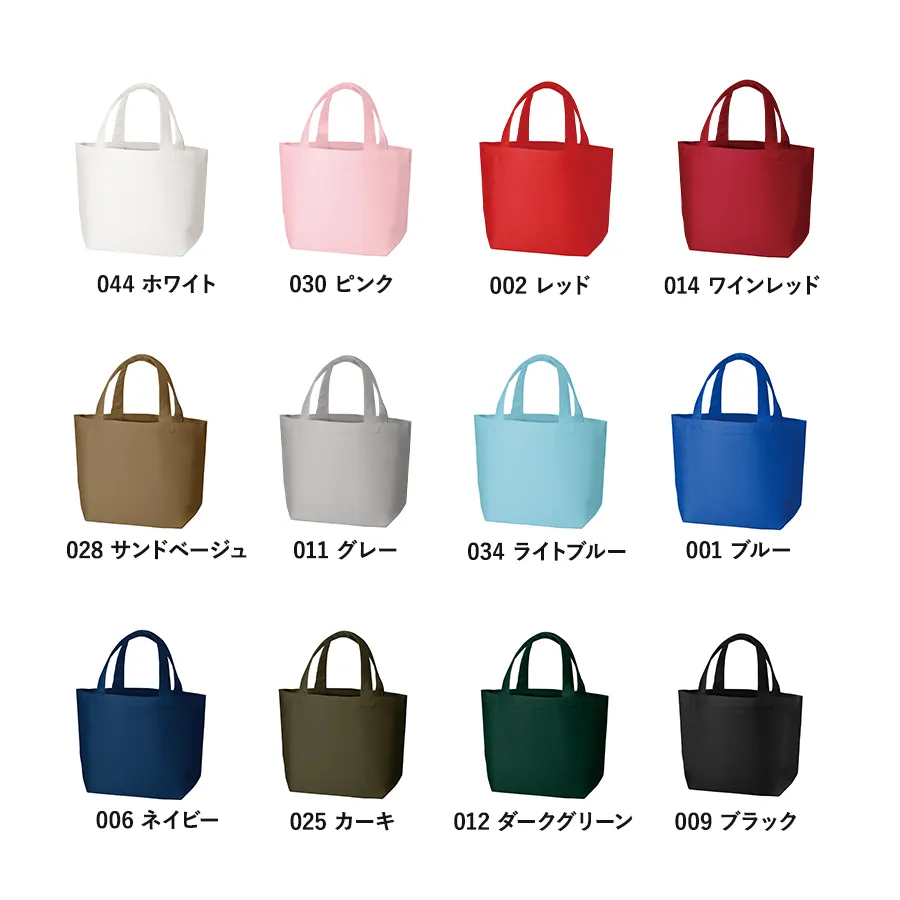 044 ホワイト
030 ピンク
002 レッド
014 ワインレッド
028 サンドベージュ
011 グレー
034 ライトブルー
001 ブルー
006 ネイビー
025 カーキ
012 ダークグリーン
009 ブラック